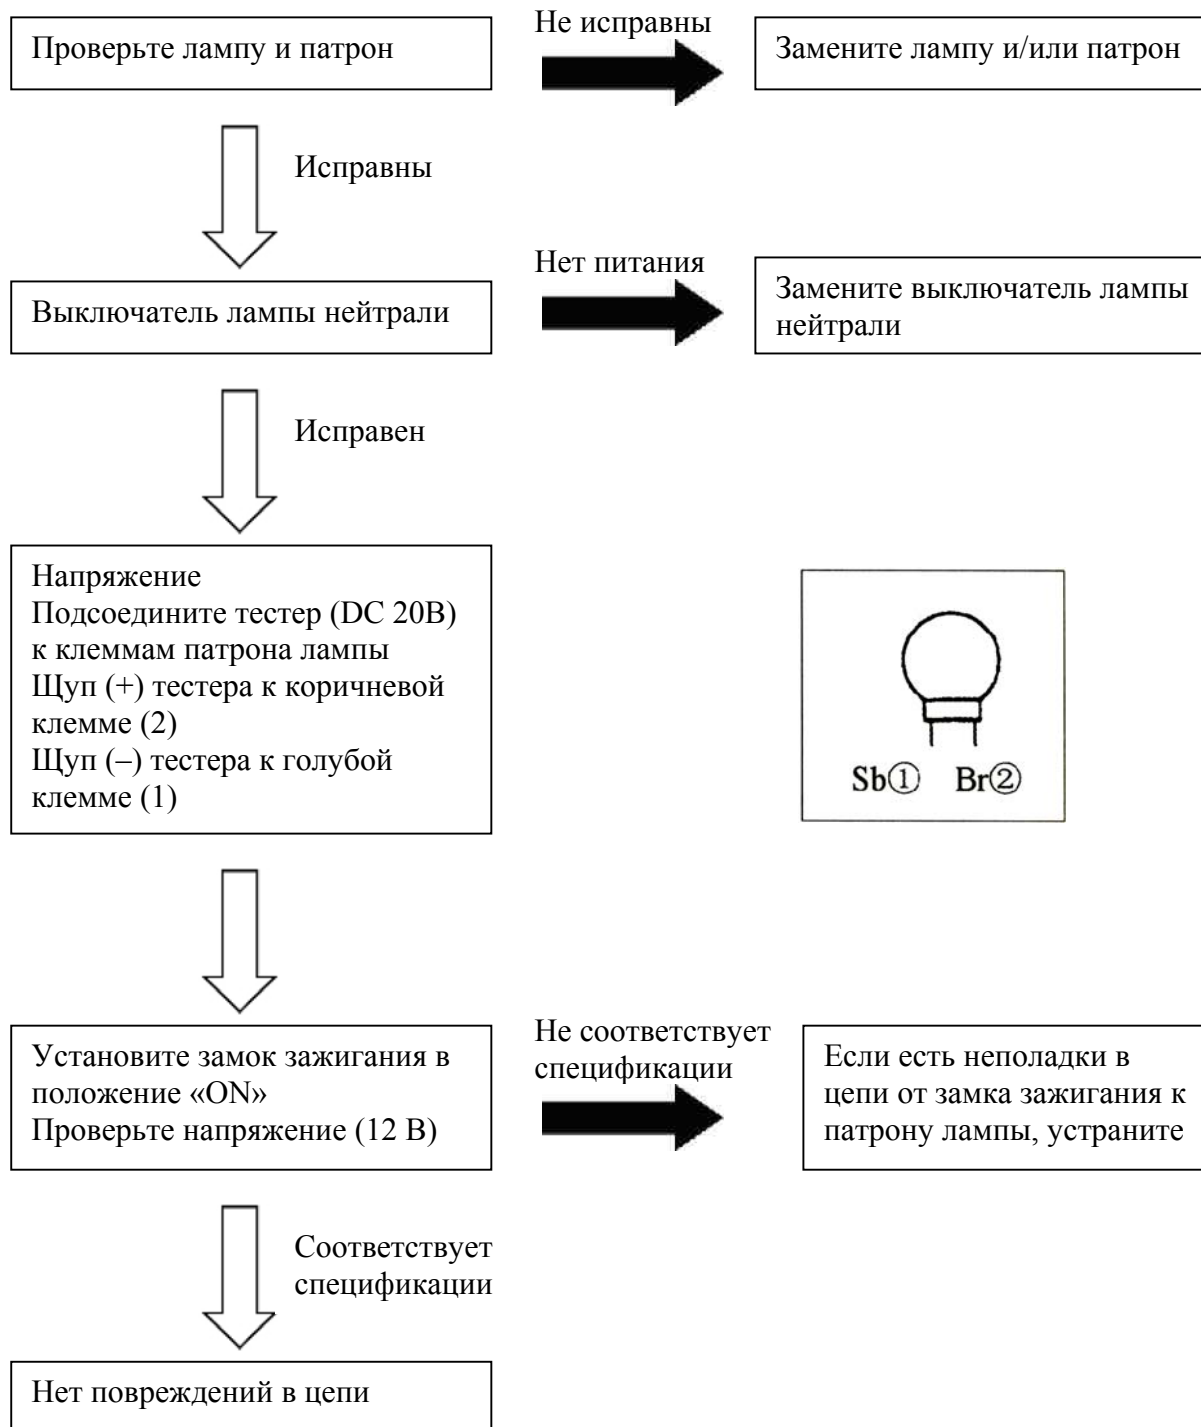 Проверьте лампу и патрон
Не исправны
Замените лампу и/или патрон
Исправны
Выключатель лампы нейтрали
Нет питания
Замените выключатель лампы
нейтрали
Исправен
Напряжение
Подсоедините тестер (DC 20В)
к клеммам патрона лампы
Щуп (+) тестера к коричневой
клемме (2)
Щуп (–) тестера к голубой
клемме (1)
Sb① Br②
Установите замок зажигания в
положение «ON»
Проверьте напряжение (12 В)
Не соответствует
спецификации
Если есть неполадки в
цепи от замка зажигания к
патрону лампы, устраните
Соответствует
спецификации
Нет повреждений в цепи